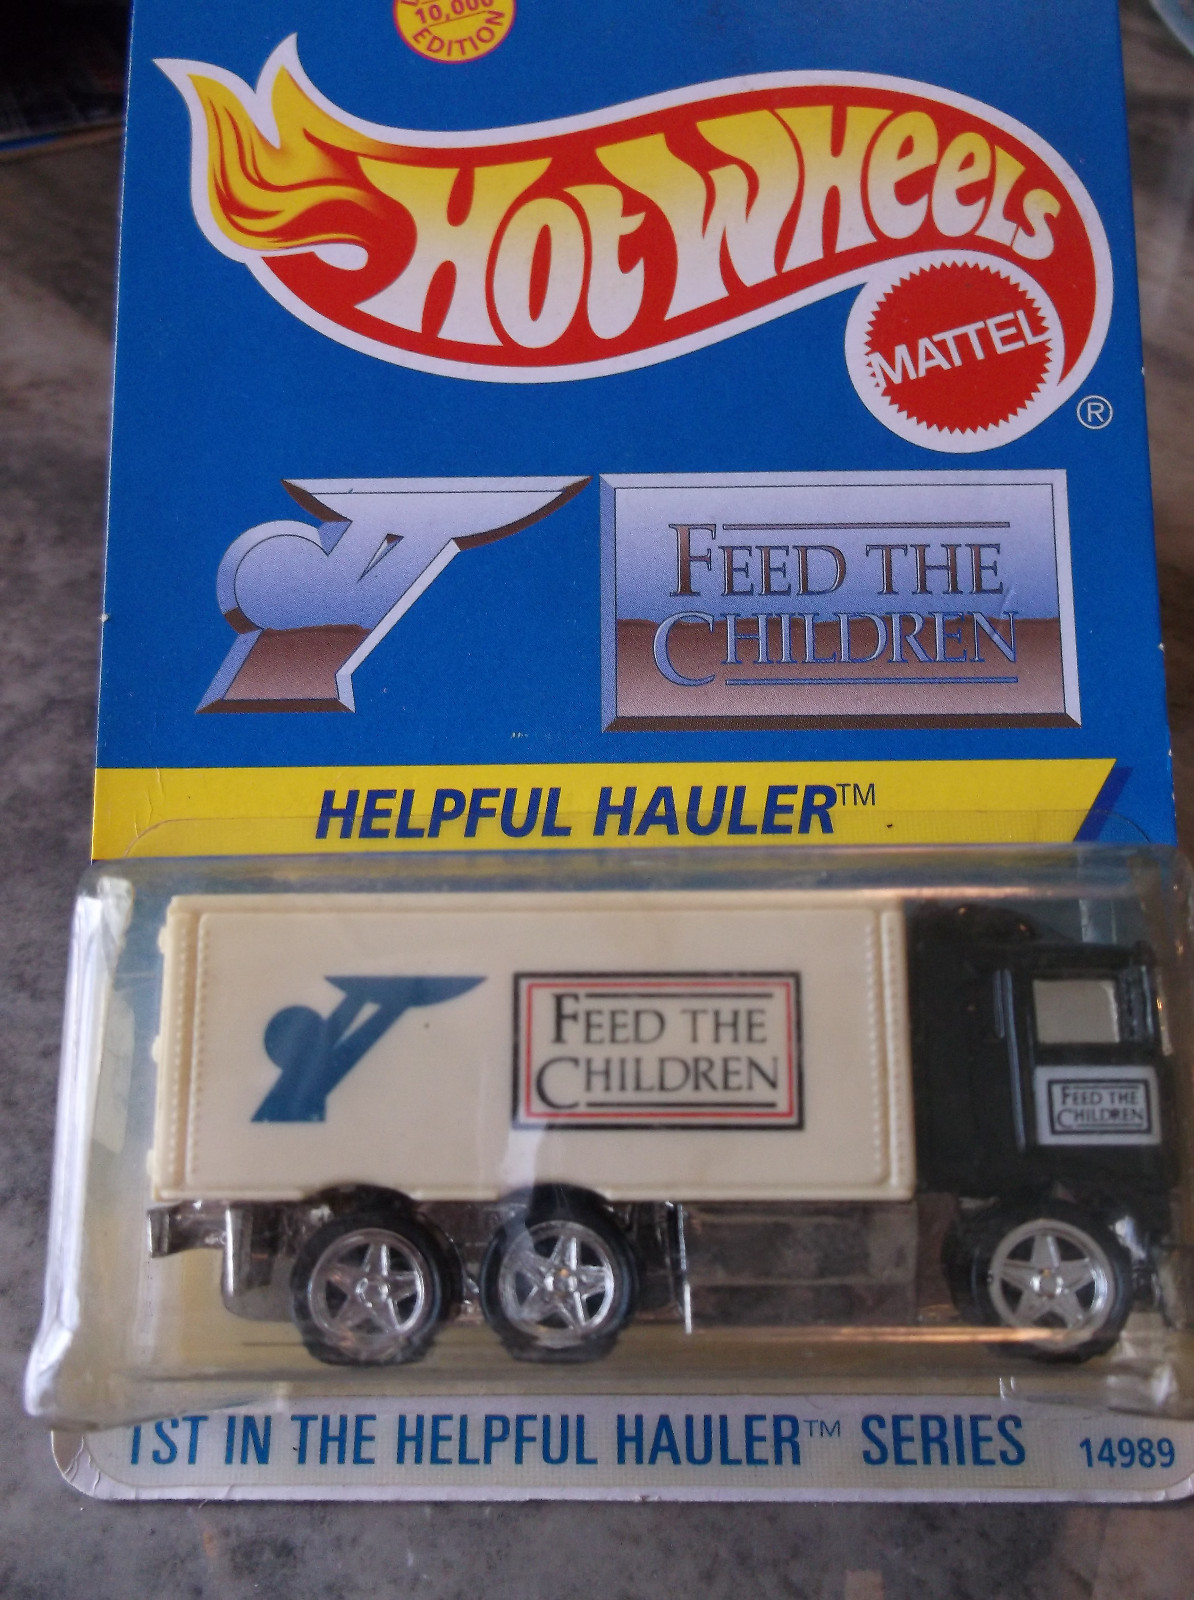 10,000
EDITION
HOT WHEELS
MATTEL
®
FEED THE
CHILDREN
HELPFUL HAULER™
FEED THE
CHILDREN
FEED THE
CHILDREN
1ST IN THE HELPFUL HAULER™ SERIES 14989